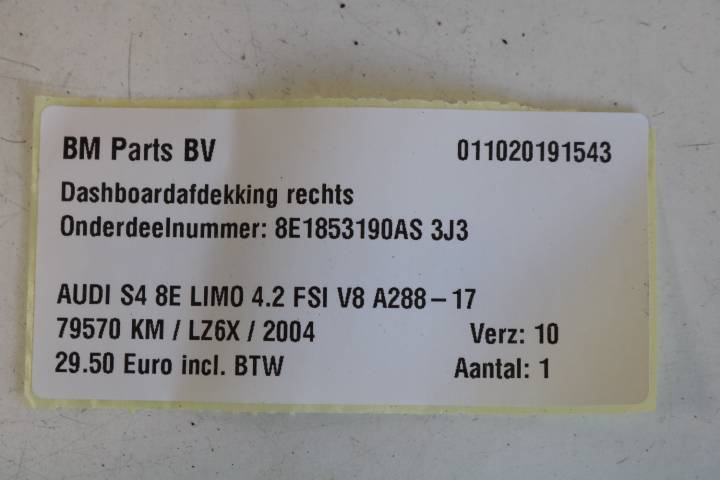 BM Parts BV 011020191543
Dashboardafdekking rechts
Onderdeelnummer: 8E1853190AS 3J3
AUDI S4 8E LIMO 4.2 FSI V8 A288-17
79570 KM / LZ6X / 2004 Verz: 10
29.50 Euro incl. BTW Aantal: 1